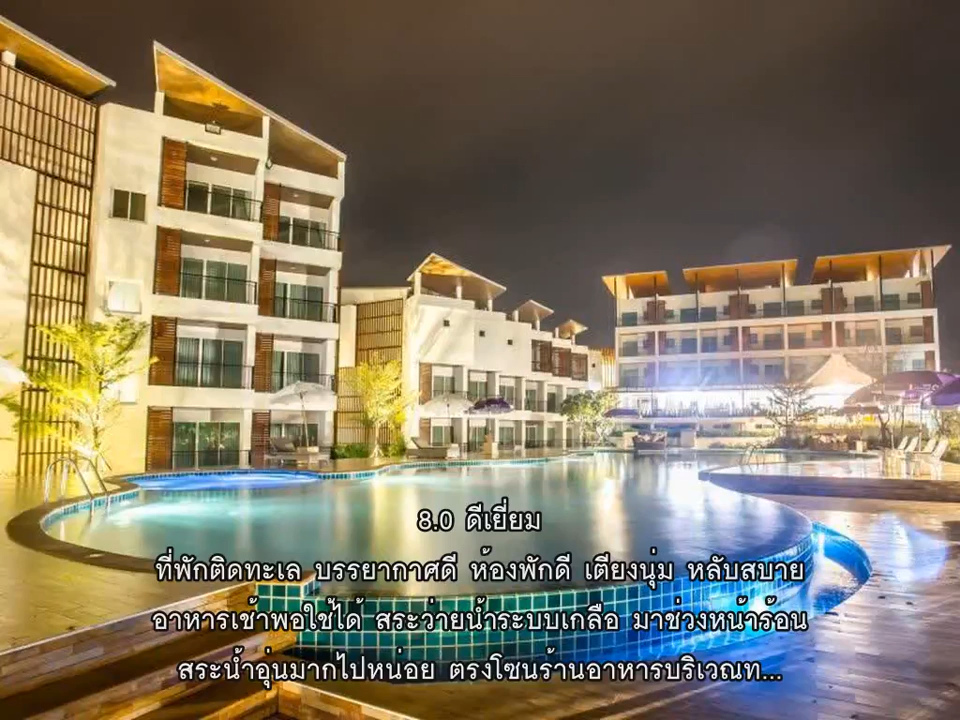 8.0 ดีเยี่ยม
ที่พักติดทะเล บรรยากาศดี ห้องพักดี เตียงนุ่ม หลับสบาย
อาหารเช้าพอใช้ได้ สระว่ายน้ำระบบเกลือ มาช่วงหน้าร้อน
สระน้ำอุ่นมากไปหน่อย ตรงโซนร้านอาหารบริเวณท...